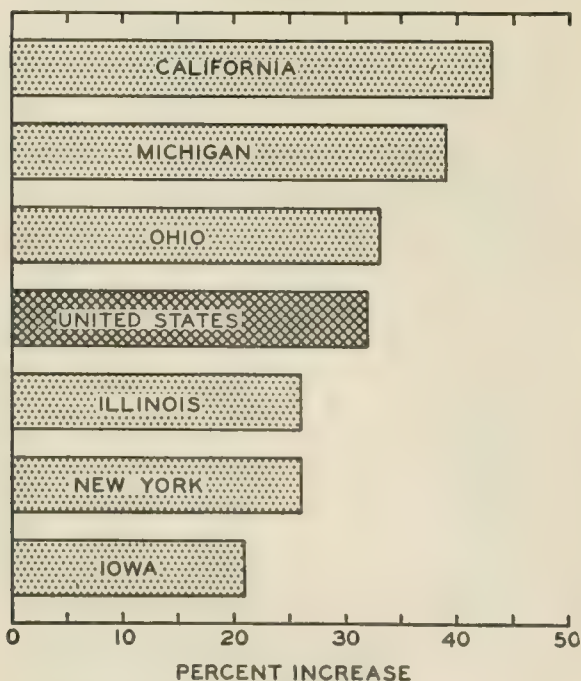 CALIFORNIA
MICHIGAN
OHIO
UNITED STATES
ILLINOIS
NEW YORK
IOWA
0 10 20 30 40 50
PERCENT INCREASE